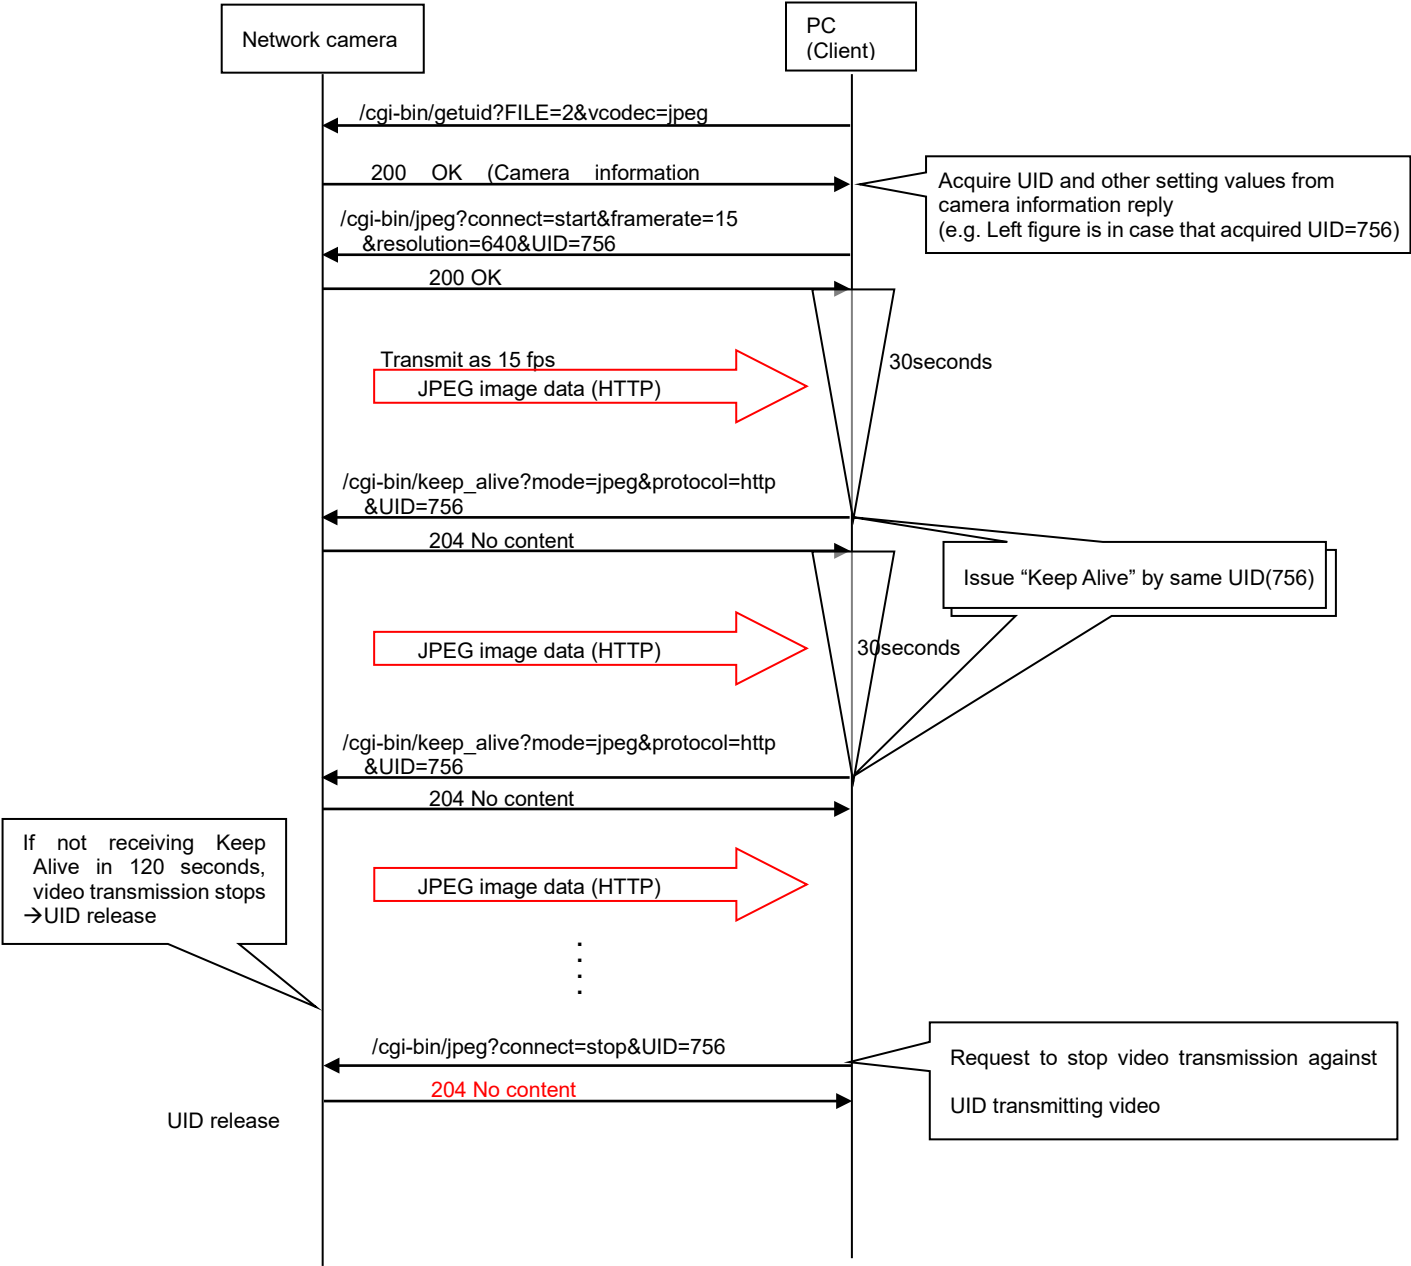 Network camera
PC
(Client)
/cgi-bin/getuid?FILE=2&vcodec=jpeg
200 OK (Camera information
Acquire UID and other setting values from
camera information reply
(e.g. Left figure is in case that acquired UID=756)
/cgi-bin/jpeg?connect=start&framerate=15
&resolution=640&UID=756
200 OK
30seconds
Transmit as 15 fps
JPEG image data (HTTP)
/cgi-bin/keep_alive?mode=jpeg&protocol=http
&UID=756
204 No content
Issue “Keep Alive” by same UID(756)
JPEG image data (HTTP)
30seconds
/cgi-bin/keep_alive?mode=jpeg&protocol=http
&UID=756
204 No content
If not receiving Keep
Alive in 120 seconds,
video transmission stops
→UID release
JPEG image data (HTTP)
/cgi-bin/jpeg?connect=stop&UID=756
Request to stop video transmission against
UID transmitting video
204 No content
UID release